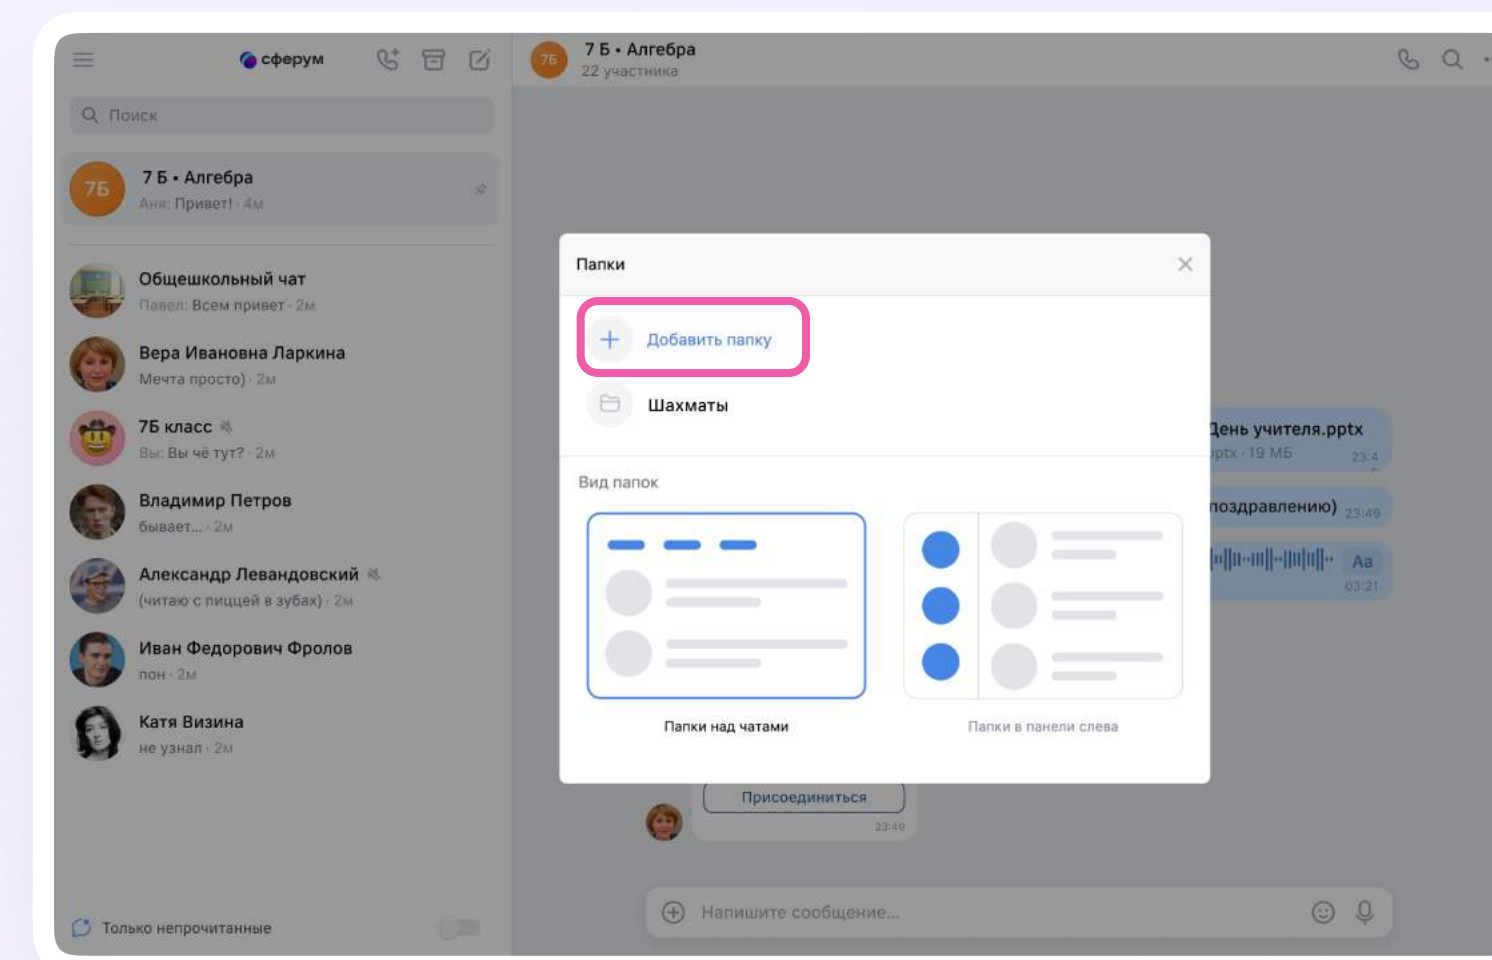 сферум
Поиск
7Б
7 Б • Алгебра
Аня: Привет! · 4м
Общешкольный чат
Павел: Всем привет · 2м
Вера Ивановна Ларкина
Мечта просто) · 2м
7Б класс
Вы: Вы чё тут? · 2м
Владимир Петров
бывает... · 2м
Александр Левандовский
(читаю с пиццей в зубах) · 2м
Иван Федорович Фролов
пон · 2м
Катя Визина
не узнал · 2м
Только непрочитанные
7Б
7 Б • Алгебра
22 участника
Папки
Добавить папку
Шахматы
Вид папок
Папки над чатами
Папки в панели слева
День учителя.pptx
pptx · 19 МБ
23:4
поздравлению) 23:49
Aa
03:21
Присоединиться
23:49
Напишите сообщение...